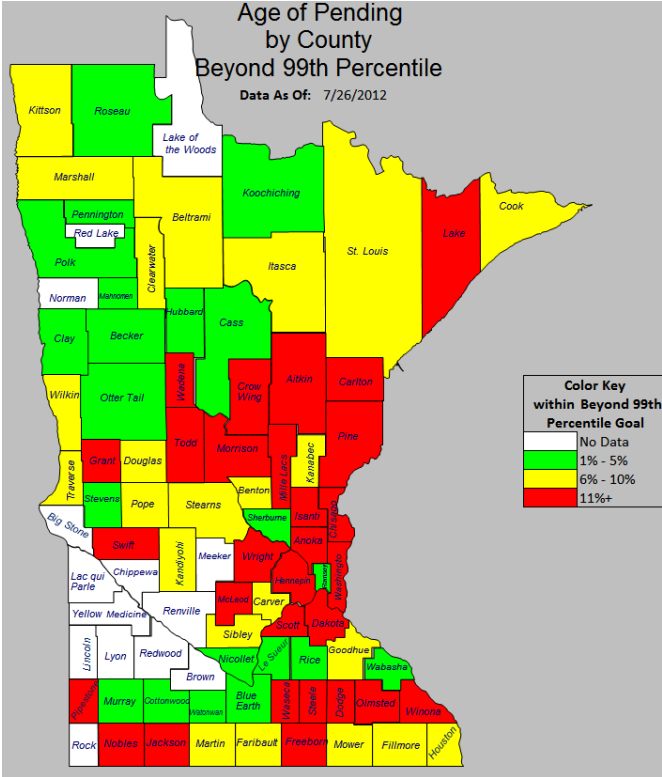 Age of Pending
by County
Beyond 99th Percentile
Data As Of: 7/26/2012
Kittson
Roseau
Lake of
the Woods
Marshall
Koochiching
Pennington
Beltrami
Cook
Red Lake
Lake
St. Louis
Polk
Clearwater
Itasca
Norman
Mahnomen
Hubbard
Cass
Clay
Becker
Wadena
Aitkin
Carlton
Crow
Wing
Wilkin
Otter Tail
Todd
Morrison
Pine
Grant
Douglas
Mille Lacs
Kanabec
Traverse
Stevens
Pope
Stearns
Benton
Sherburne
Isanti
Chisago
Big Stone
Swift
Kandiyohi
Meeker
Wright
Anoka
Chippewa
Lac qui
Parle
Hennepin
Ramsey
Washingto
Renville
McLeod
Carver
Yellow Medicine
Scott
Dakota
Sibley
Lincoln
Lyon
Redwood
Nicollet
Le Sueur
Rice
Goodhue
Wabasha
Brown
Pipestone
Murray
Cottonwood
Watonwan
Blue
Earth
Waseca
Steele
Dodge
Olmsted
Winona
Rock
Nobles
Jackson
Martin
Faribault
Freeborn
Mower
Fillmore
Houston
Color Key
within Beyond 99th
Percentile Goal
No Data
1% - 5%
6% - 10%
11%+